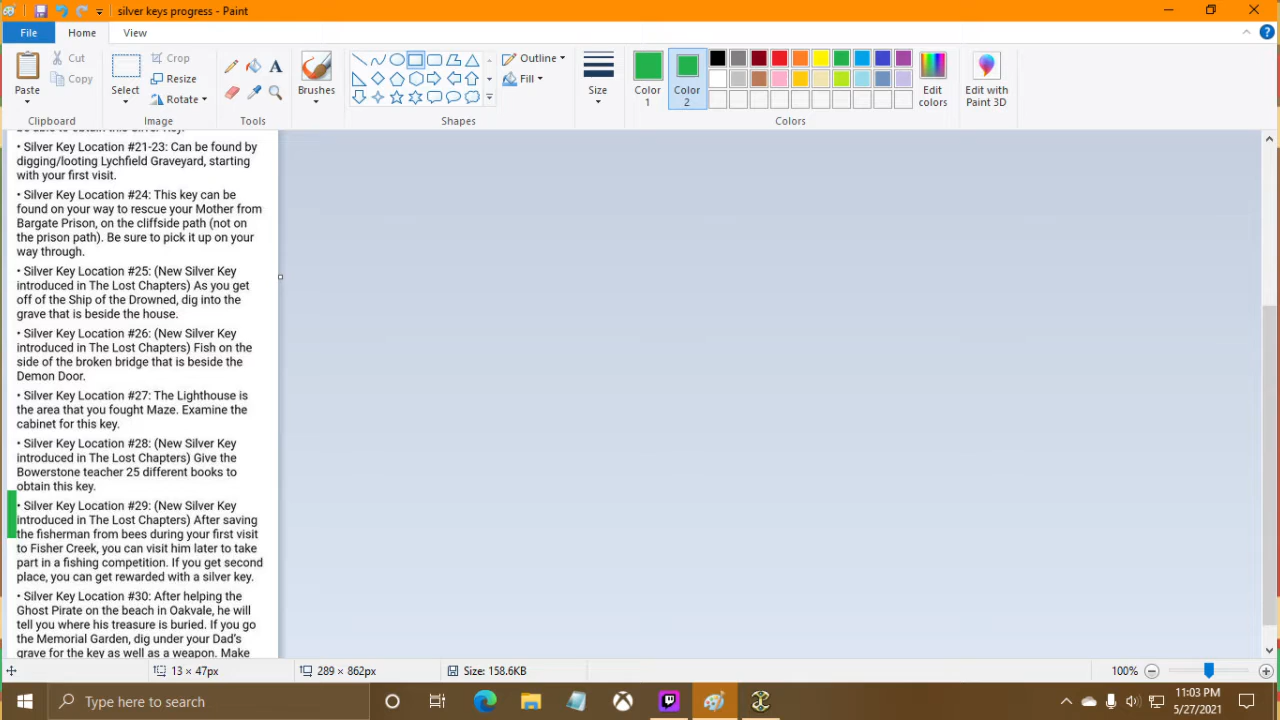 silver keys progress - Paint
File
Home
View
Paste
Cut
Copy
Clipboard
Select
Crop
Resize
Rotate
Image
A
Tools
Brushes
Outline
Fill
Shapes
Size
Color
1
Color
2
Edit
colors
Colors
Edit with
Paint 3D
be able to obtain this Silver Key.
• Silver Key Location #21-23: Can be found by
digging/looting Lychfield Graveyard, starting
with your first visit.
• Silver Key Location #24: This key can be
found on your way to rescue your Mother from
Bargate Prison, on the cliffside path (not on
the prison path). Be sure to pick it up on your
way through.
• Silver Key Location #25: (New Silver Key
introduced in The Lost Chapters) As you get
off of the Ship of the Drowned, dig into the
grave that is beside the house.
• Silver Key Location #26: (New Silver Key
introduced in The Lost Chapters) Fish on the
side of the broken bridge that is beside the
Demon Door.
• Silver Key Location #27: The Lighthouse is
the area that you fought Maze. Examine the
cabinet for this key.
• Silver Key Location #28: (New Silver Key
introduced in The Lost Chapters) Give the
Bowerstone teacher 25 different books to
obtain this key.
• Silver Key Location #29: (New Silver Key
introduced in The Lost Chapters) After saving
the fisherman from bees during your first visit
to Fisher Creek, you can visit him later to take
part in a fishing competition. If you get second
place, you can get rewarded with a silver key.
• Silver Key Location #30: After helping the
Ghost Pirate on the beach in Oakvale, he will
tell you where his treasure is buried. If you go
the Memorial Garden, dig under your Dad's
grave for the key as well as a weapon. Make
13 × 47px
289 × 862px
Size: 158.6KB
100%
Type here to search
11:03 PM
5/27/2021